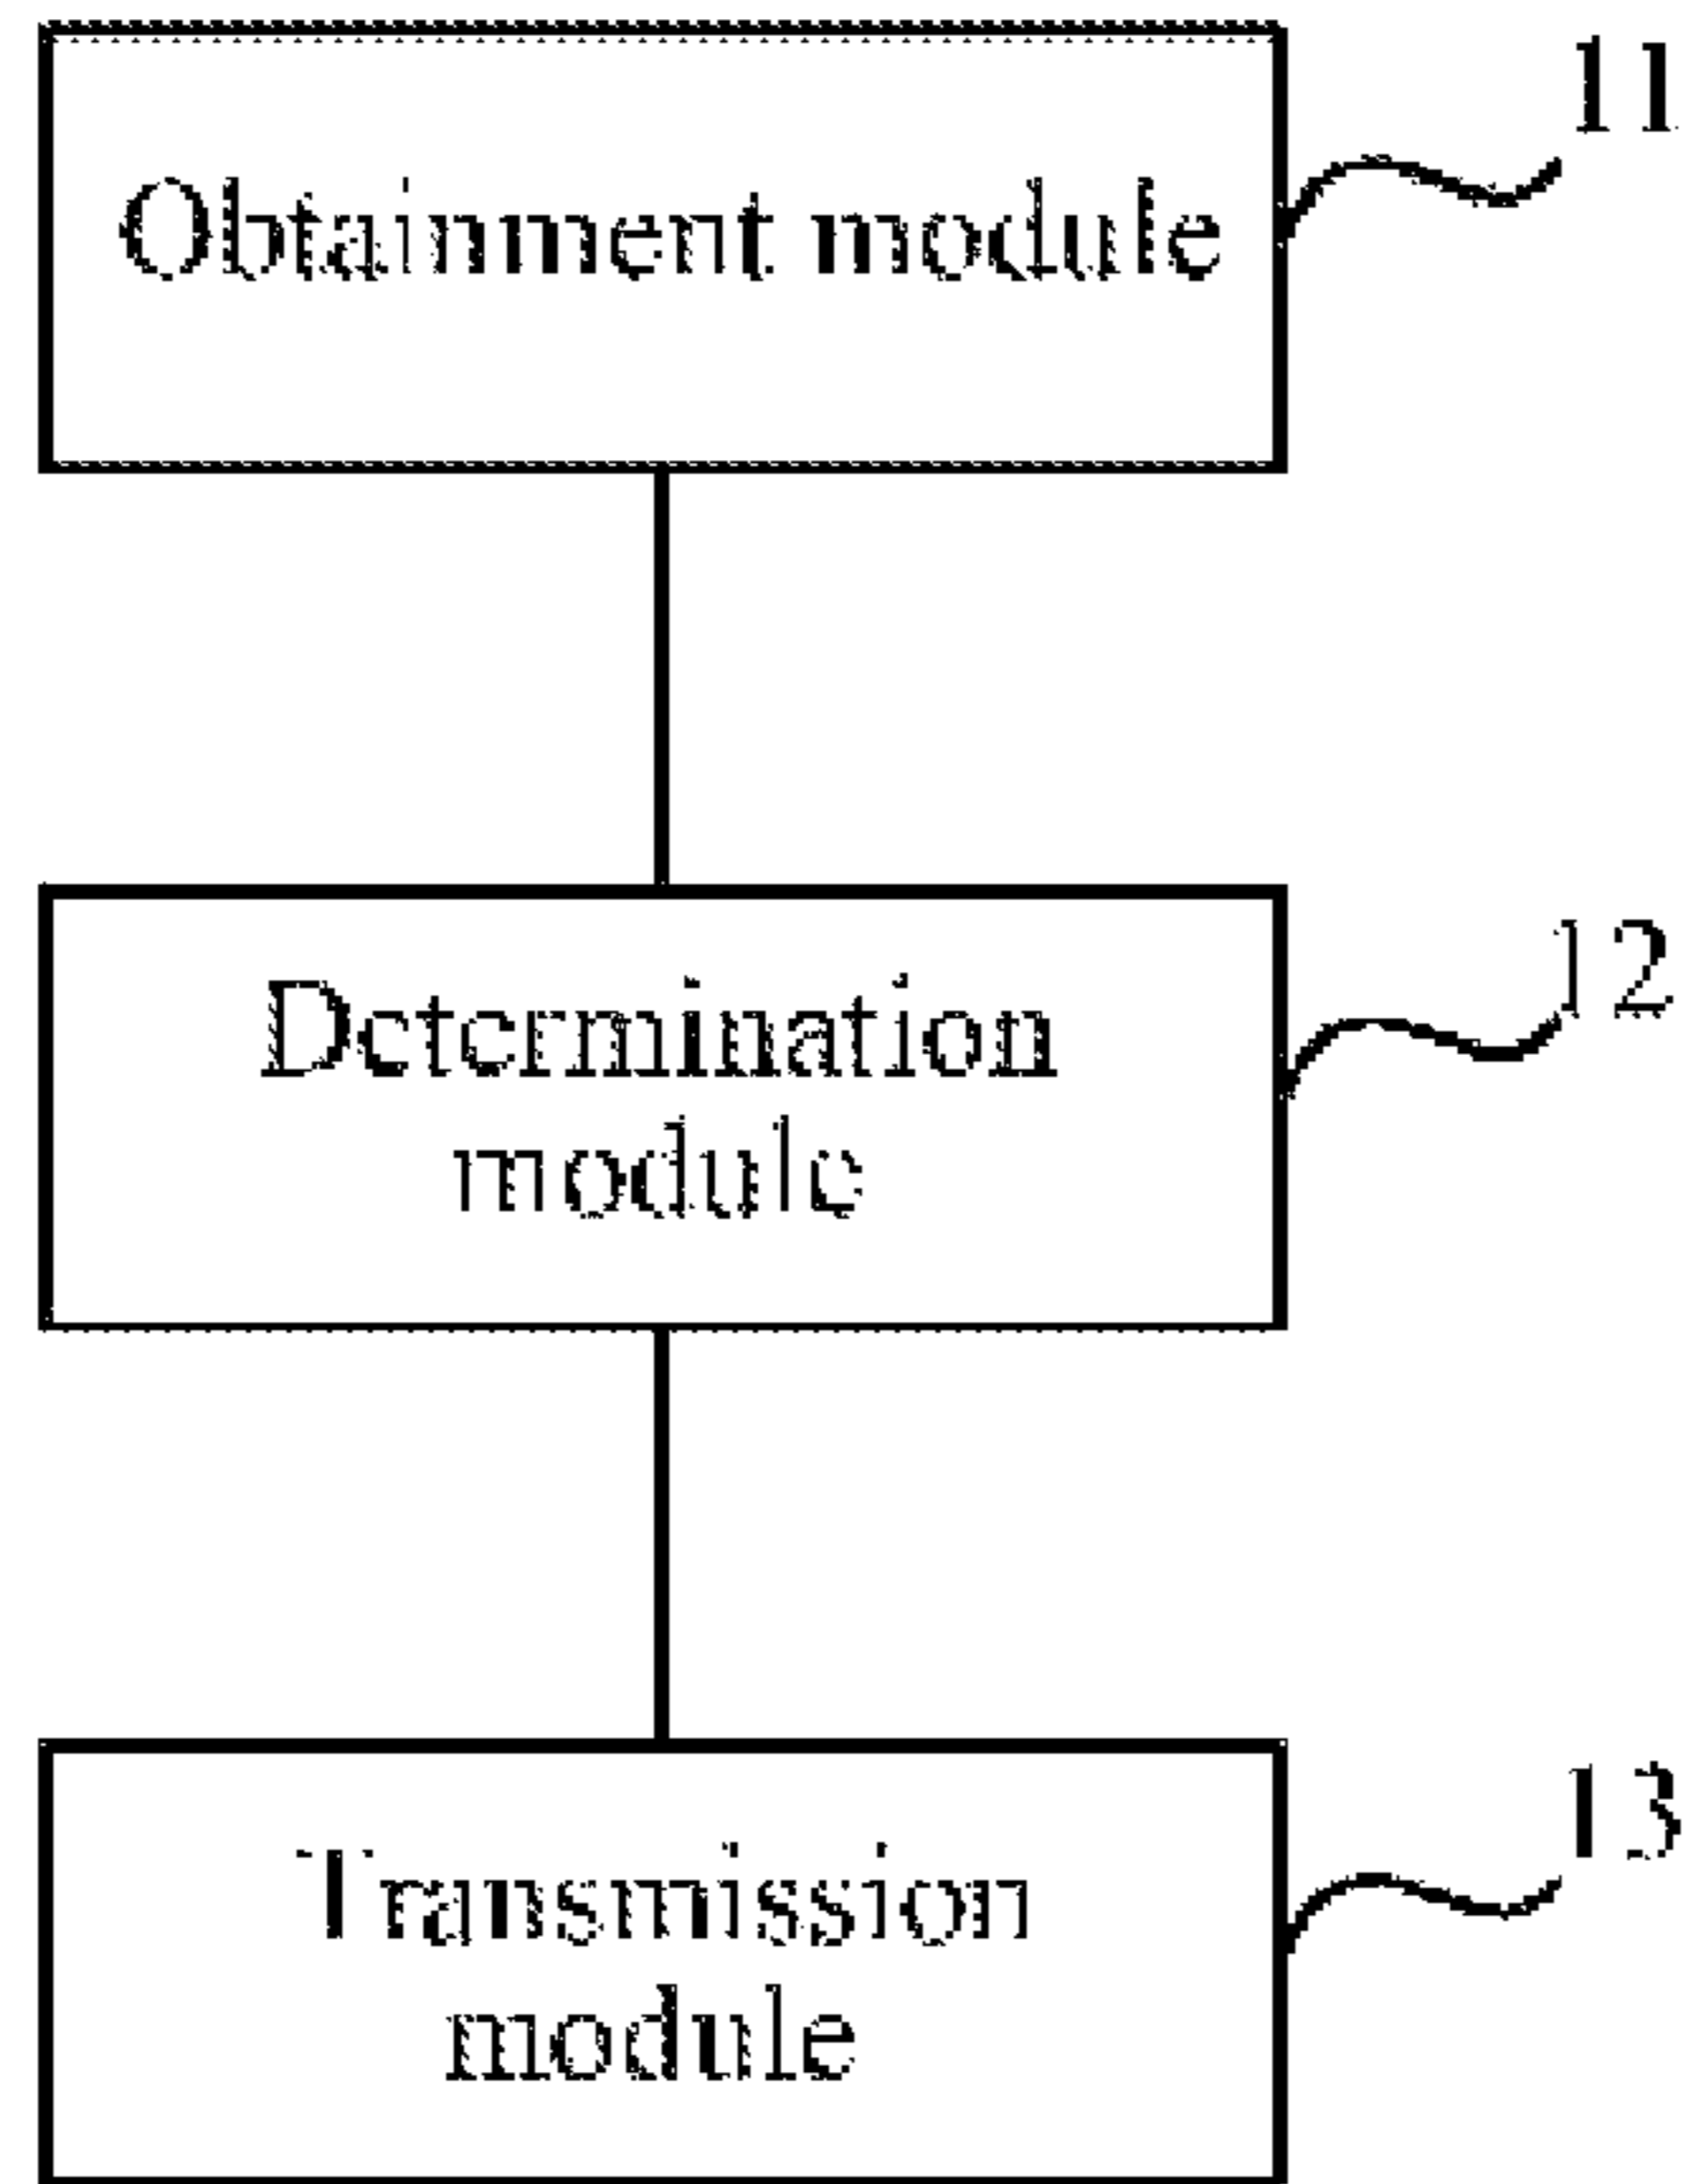 11
Obtainment module
12
Determination
module
13
Transmission
module